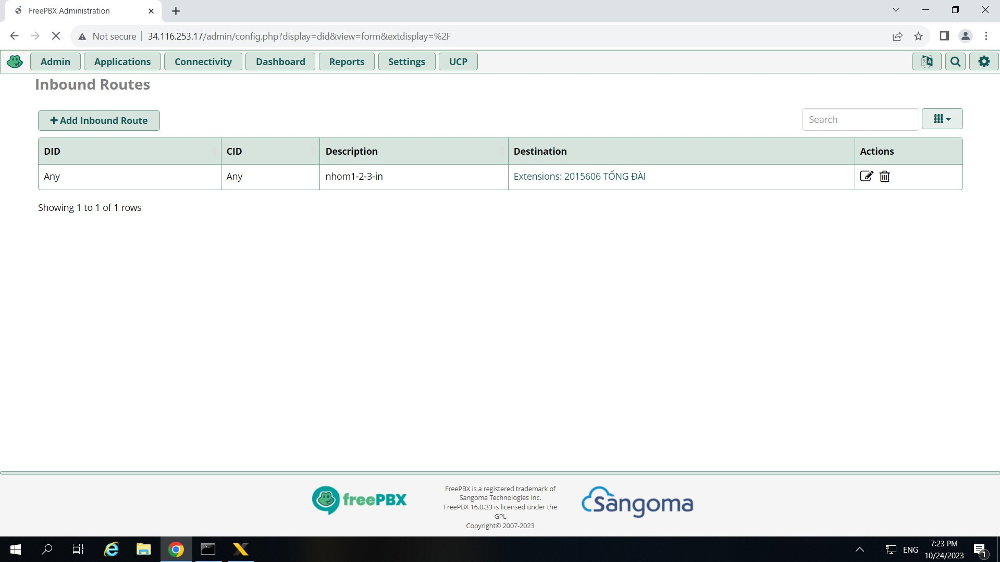 FreePBX Administration
Not secure
34.116.253.17/admin/config.php?display=did&view=form&extdisplay=%2F
Admin
Applications
Connectivity
Dashboard
Reports
Settings
UCP
Inbound Routes
Add Inbound Route
Search
DID
CID
Description
Destination
Actions
Any
Any
nhom1-2-3-in
Extensions: 2015606 TỔNG ĐÀI
Showing 1 to 1 of 1 rows
freePBX
FreePBX is a registered trademark of
Sangoma Technologies Inc.
FreePBX 16.0.33 is licensed under the
GPL
Copyright© 2007-2023
Sangoma
ENG
7:23 PM
10/24/2023
1